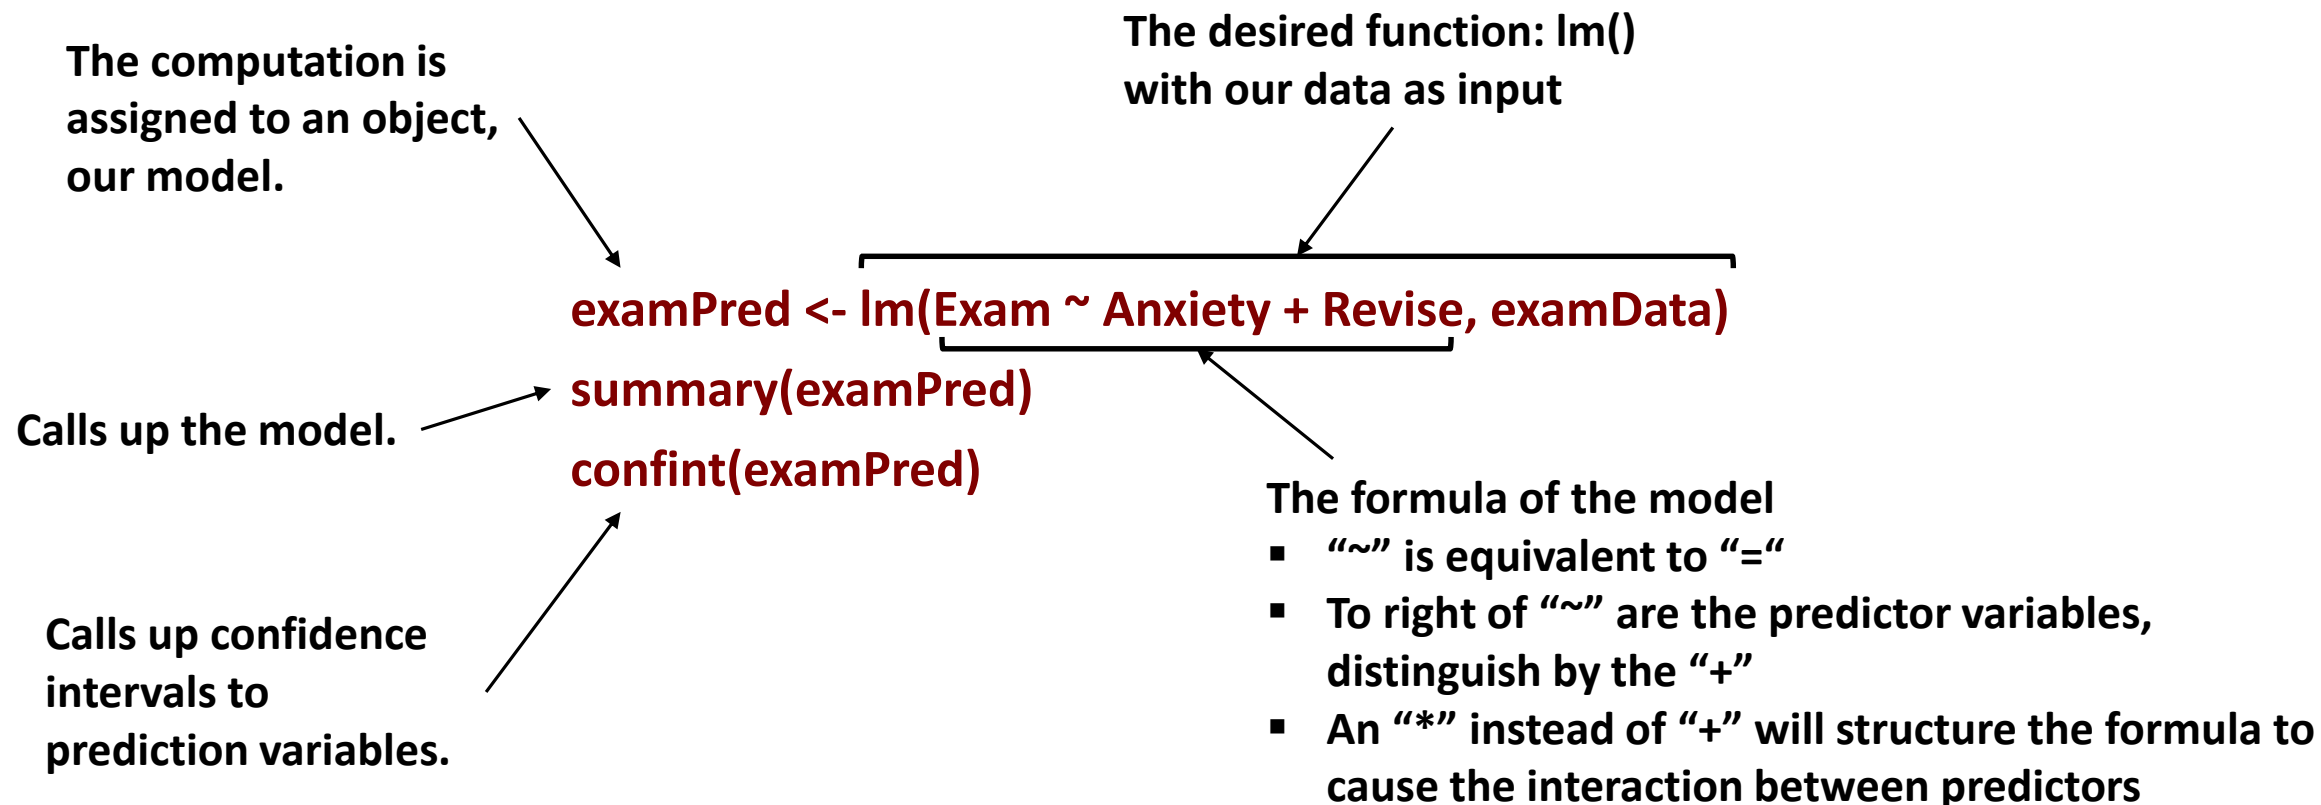 The computation is
assigned to an object,
our model.
The desired function: lm()
with our data as input
examPred <- lm(Exam ~ Anxiety + Revise, examData)
summary(examPred)
confint(examPred)
Calls up the model.
Calls up confidence
intervals to
prediction variables.
The formula of the model
▪ “~” is equivalent to “=“
▪ To right of “~” are the predictor variables,
distinguish by the “+”
▪ An “*” instead of “+” will structure the formula to
cause the interaction between predictors